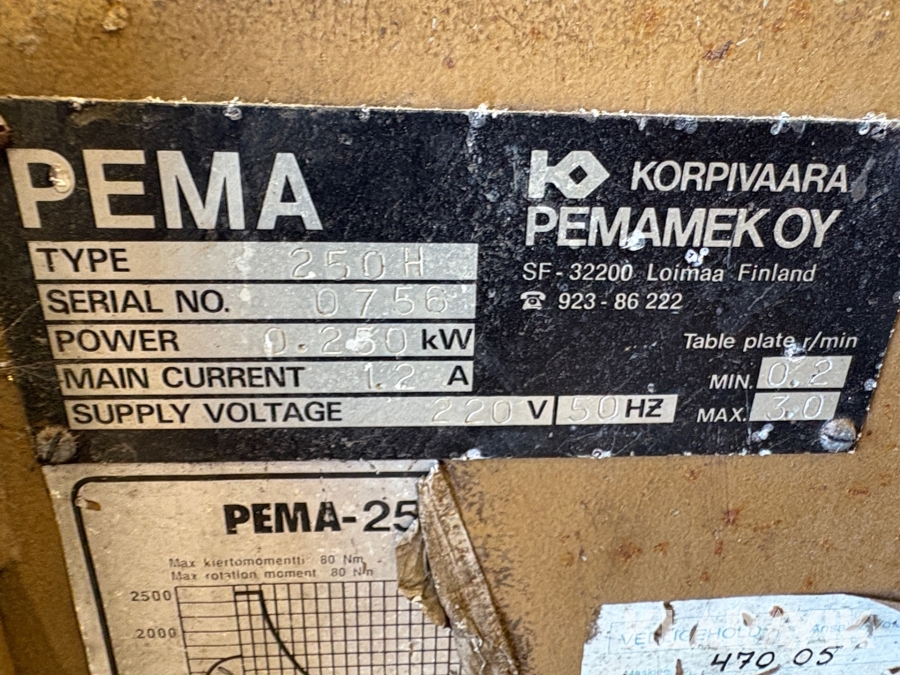 PEMA
KORPIVAARA
PEMAMEK OY
SF - 32200 Loimaa Finland
☎ 923 - 86 222
TYPE 250H
SERIAL NO. 0756
POWER 0.250 kW
MAIN CURRENT 1.2 A
SUPPLY VOLTAGE 220 V 50 HZ
Table plate r/min
MIN. 0.2
MAX. 3.0
PEMA-25
Max kiertomomentti 80 Nm
Max rotation moment 80 Nm
2500
2000
470 05